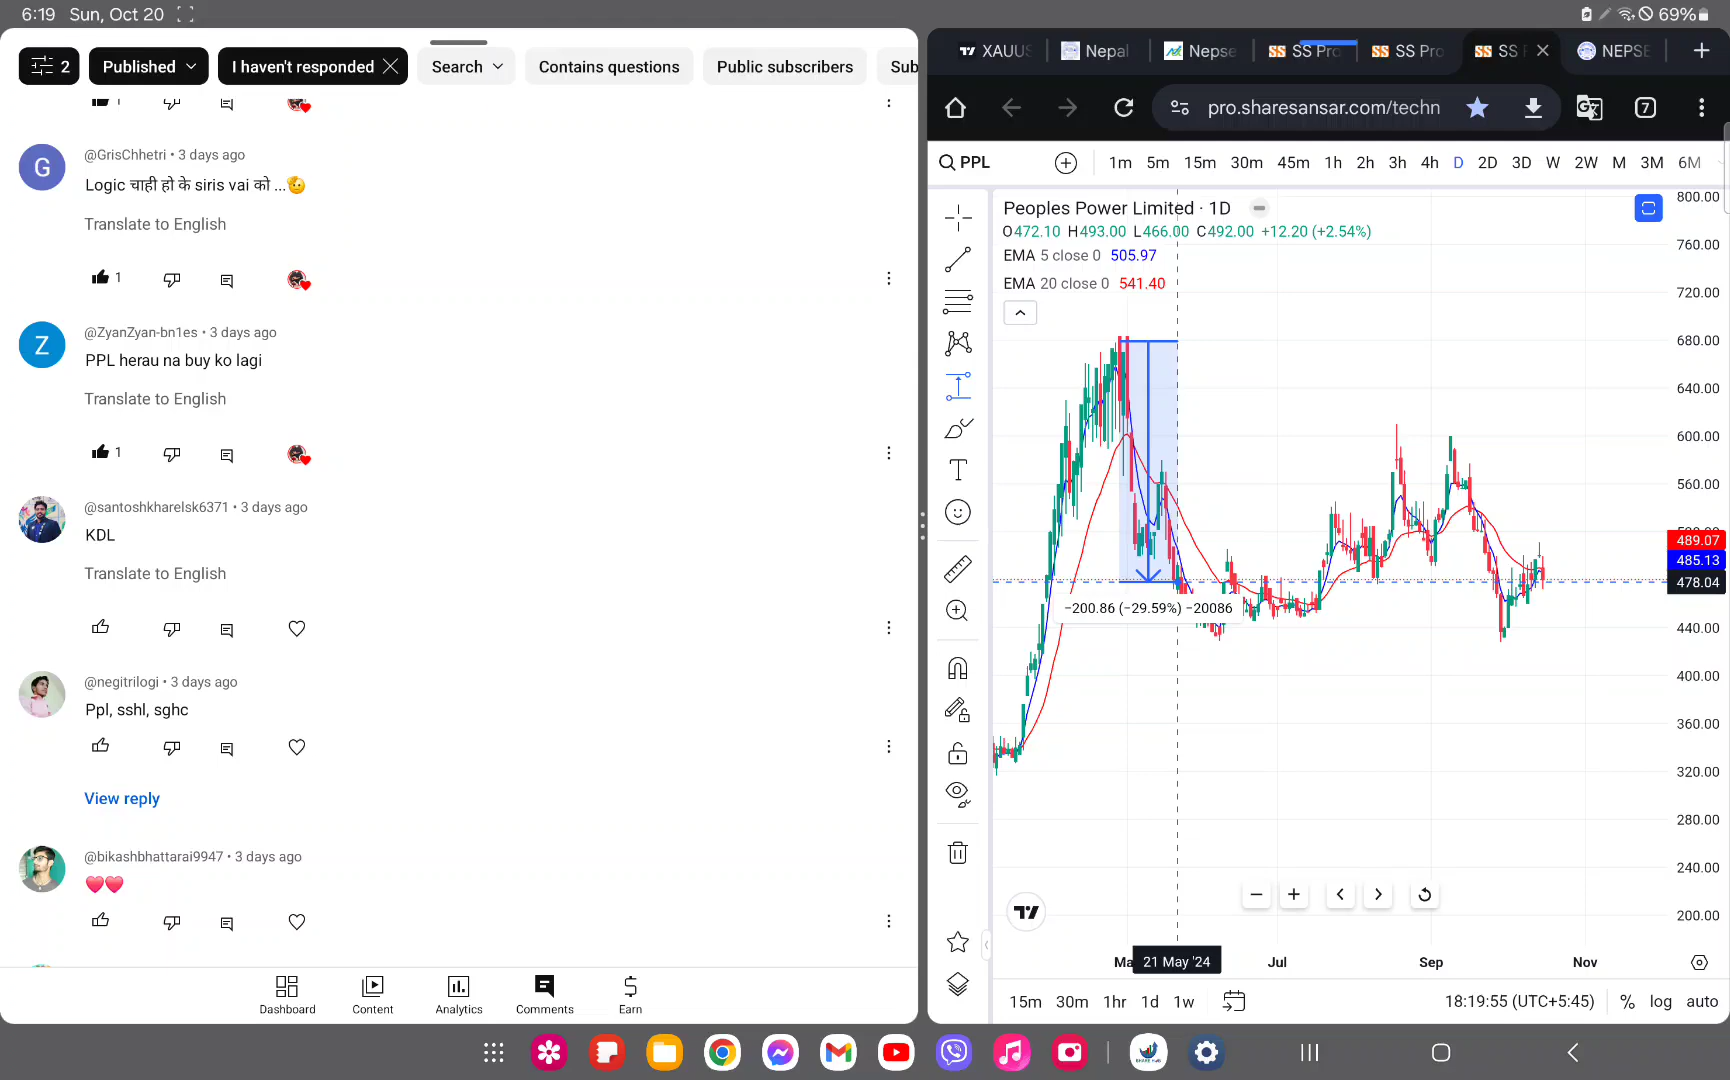 6:19 Sun, Oct 20
69%
2
Published
I haven't responded
Search
Contains questions
Public subscribers
Sub
1
@GrisChhetri • 3 days ago
Logic चाही हो के siris vai को ...🫡
Translate to English
1
@ZyanZyan-bn1es • 3 days ago
PPL herau na buy ko lagi
Translate to English
1
@santoshkharelsk6371 • 3 days ago
KDL
Translate to English
@negitrilogi • 3 days ago
Ppl, sshl, sghc
View reply
@bikashbhattarai9947 • 3 days ago
❤️❤️
Dashboard
Content
Analytics
Comments
Earn
XAUUS
Nepal
Nepse
SS Pro
SS Pro
SS P
NEPSE
pro.sharesansar.com/techn
7
PPL
1m 5m 15m 30m 45m 1h 2h 3h 4h D 2D 3D W 2W M 3M 6M
Peoples Power Limited · 1D
O472.10 H493.00 L466.00 C492.00 +12.20 (+2.54%)
EMA 5 close 0 505.97
EMA 20 close 0 541.40
800.00
760.00
720.00
680.00
640.00
600.00
560.00
489.07
485.13
478.04
440.00
400.00
360.00
320.00
280.00
240.00
200.00
−200.86 (−29.59%) −20086
Ma
21 May '24
Jul
Sep
Nov
15m 30m 1hr 1d 1w
18:19:55 (UTC+5:45)
% log auto